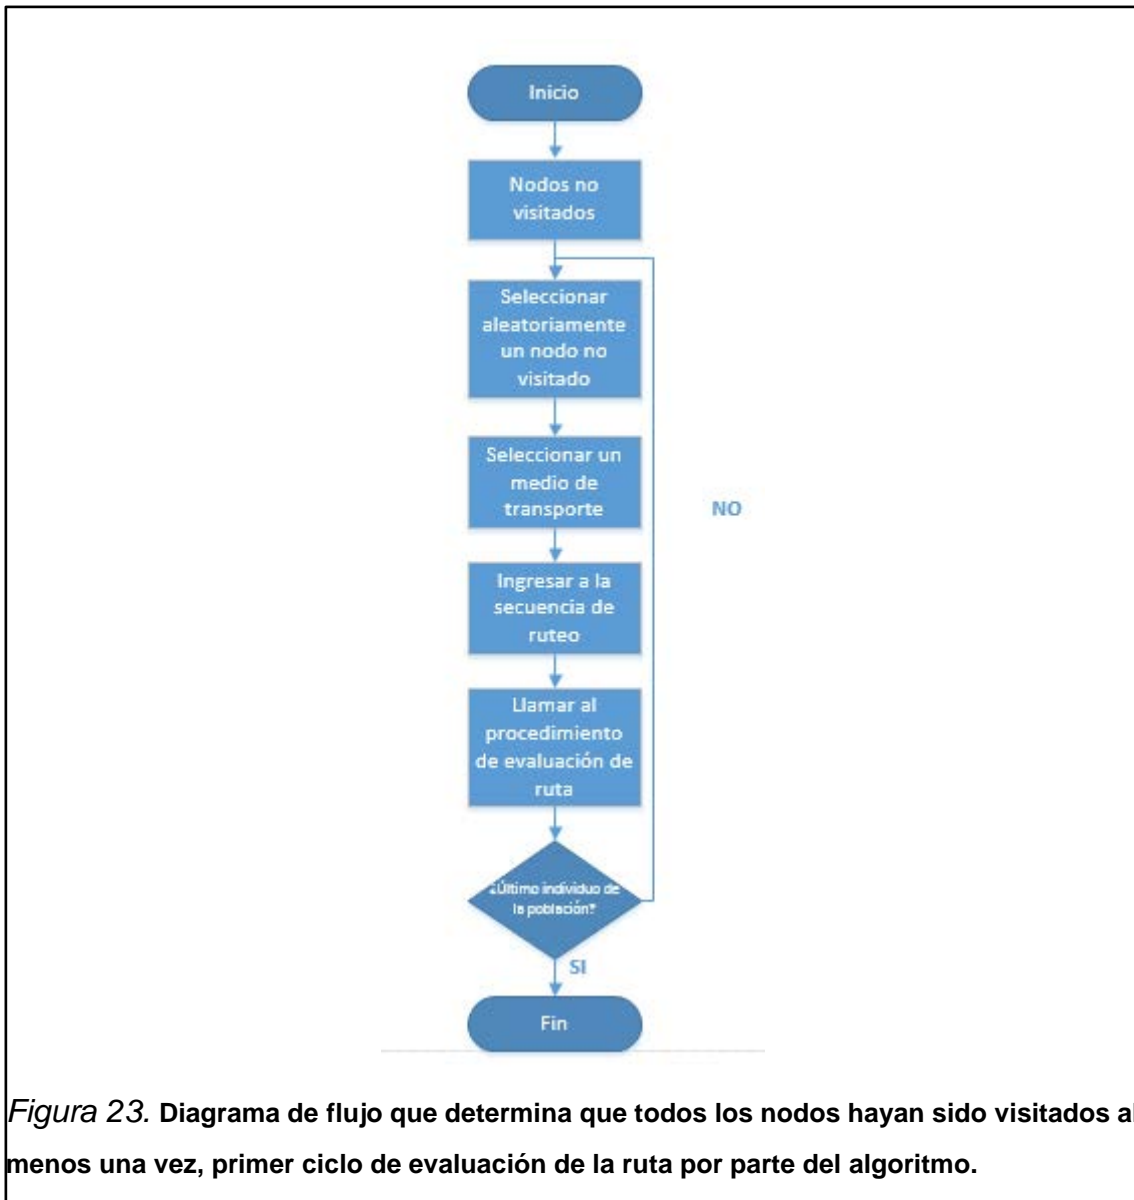 Inicio
Nodos no
visitados
Seleccionar
aleatoriamente
un nodo no
visitado
Seleccionar un
medio de
transporte
NO
Ingresar a la
secuencia de
ruteo
Llamar al
procedimiento
de evaluación de
ruta
¿Último individuo de
la población?
SI
Fin
Figura 23. Diagrama de flujo que determina que todos los nodos hayan sido visitados al
menos una vez, primer ciclo de evaluación de la ruta por parte del algoritmo.